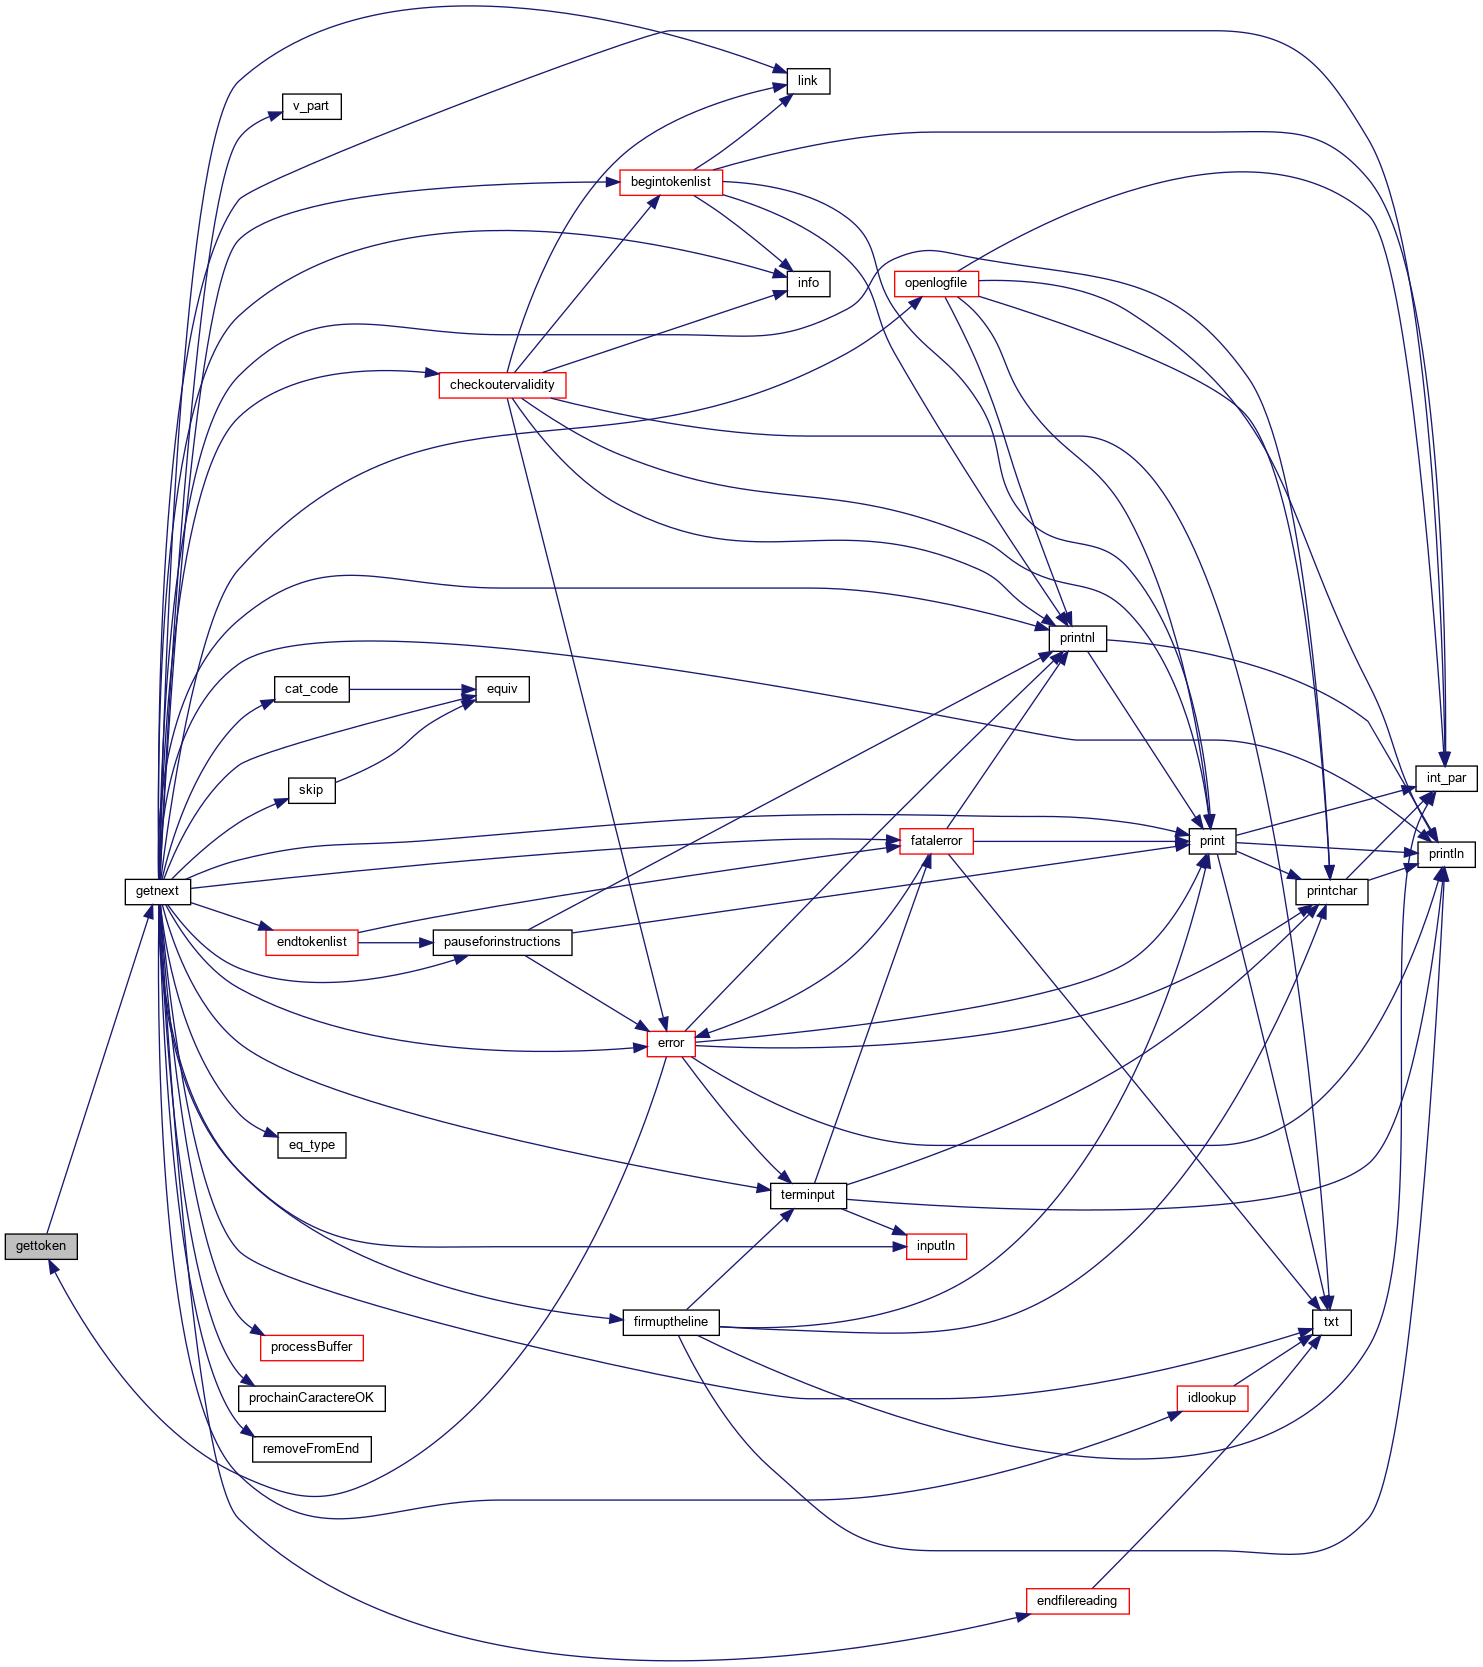 link
v_part
begintokenlist
info
openlogfile
checkoutervalidity
printnl
cat_code
equiv
int_par
skip
fatalerror
print
println
getnext
printchar
endtokenlist
pauseforinstructions
error
eq_type
terminput
gettoken
inputln
firmuptheline
txt
processBuffer
prochainCaractereOK
idlookup
removeFromEnd
endfilereading